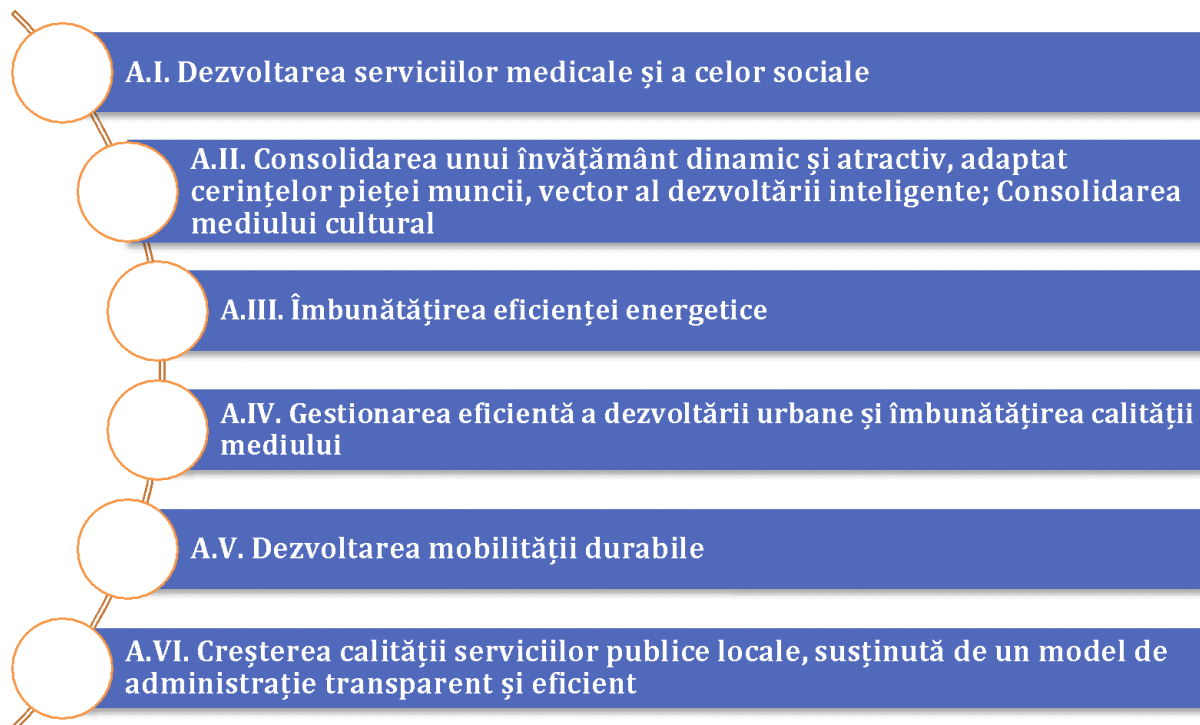 A.I. Dezvoltarea serviciilor medicale și a celor sociale
A.II. Consolidarea unui învățământ dinamic și atractiv, adaptat
cerințelor pieței muncii, vector al dezvoltării inteligente; Consolidarea
mediului cultural
A.III. Îmbunătățirea eficienței energetice
A.IV. Gestionarea eficientă a dezvoltării urbane și îmbunătățirea calității
mediului
A.V. Dezvoltarea mobilității durabile
A.VI. Creșterea calității serviciilor publice locale, susținută de un model de
administrație transparent și eficient